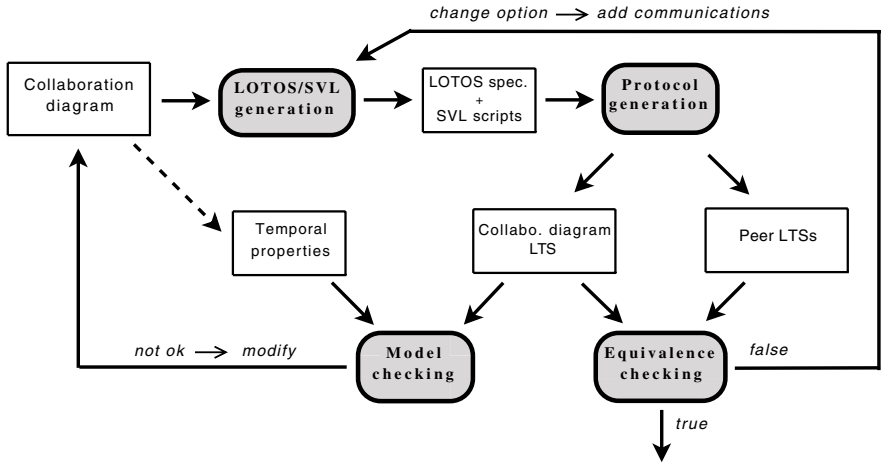 change option → add communications
Collaboration
diagram
LOTOS/SVL
generation
LOTOS spec.
+
SVL scripts
Protocol
generation
Temporal
properties
Collabo. diagram
LTS
Peer LTSs
not ok → modify
Model
checking
Equivalence
checking
false
true